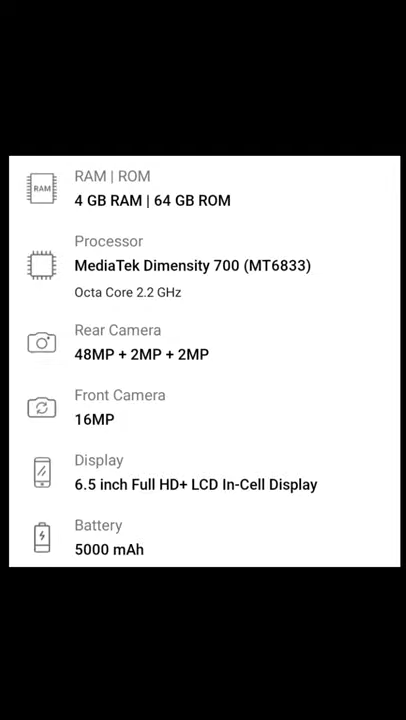 RAM | ROM
RAM
4 GB RAM | 64 GB ROM
Processor
MediaTek Dimensity 700 (MT6833)
Octa Core 2.2 GHz
Rear Camera
48MP + 2MP + 2MP
Front Camera
16MP
Display
6.5 inch Full HD+ LCD In-Cell Display
Battery
5000 mAh